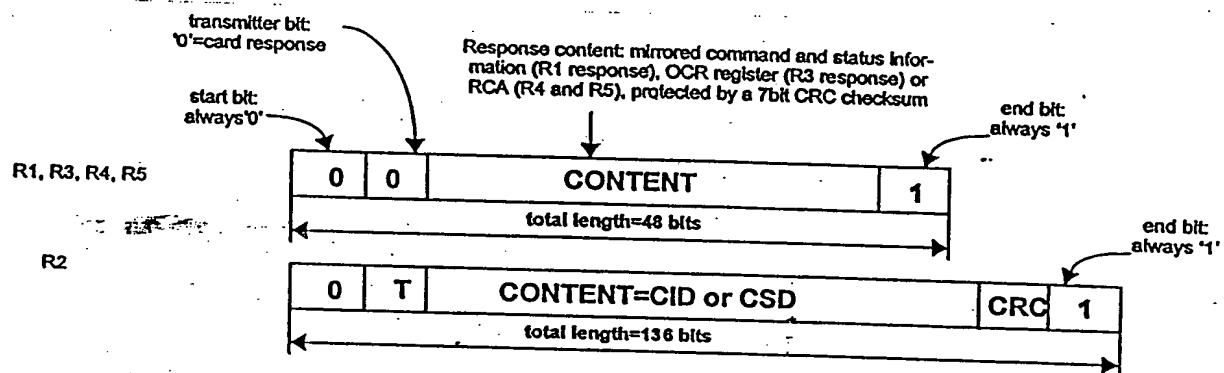 transmitter bit:
'0'=card response
Response content: mirrored command and status infor-
mation (R1 response), OCR register (R3 response) or
RCA (R4 and R5), protected by a 7bit CRC checksum
start bit:
always'0'
end bit:
always '1'
R1, R3, R4, R5
0 0 CONTENT 1
total length=48 bits
end bit:
always '1'
R2
0 T CONTENT=CID or CSD CRC 1
total length=136 bits